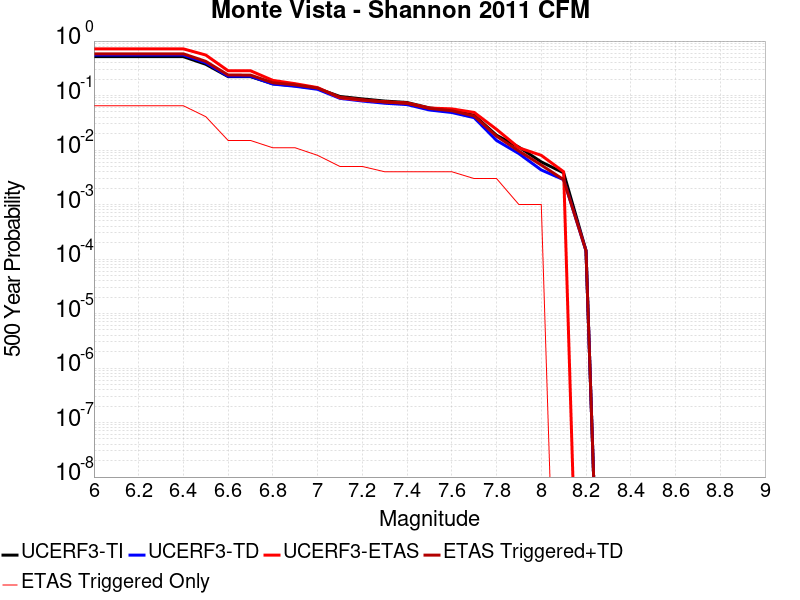 Monte Vista - Shannon 2011 CFM
10^0
10^-1
10^-2
10^-3
10^-4
10^-5
10^-6
10^-7
10^-8
500 Year Probability
6 6.2 6.4 6.6 6.8 7 7.2 7.4 7.6 7.8 8 8.2 8.4 8.6 8.8 9
Magnitude
UCERF3-TI UCERF3-TD UCERF3-ETAS ETAS Triggered+TD
ETAS Triggered Only